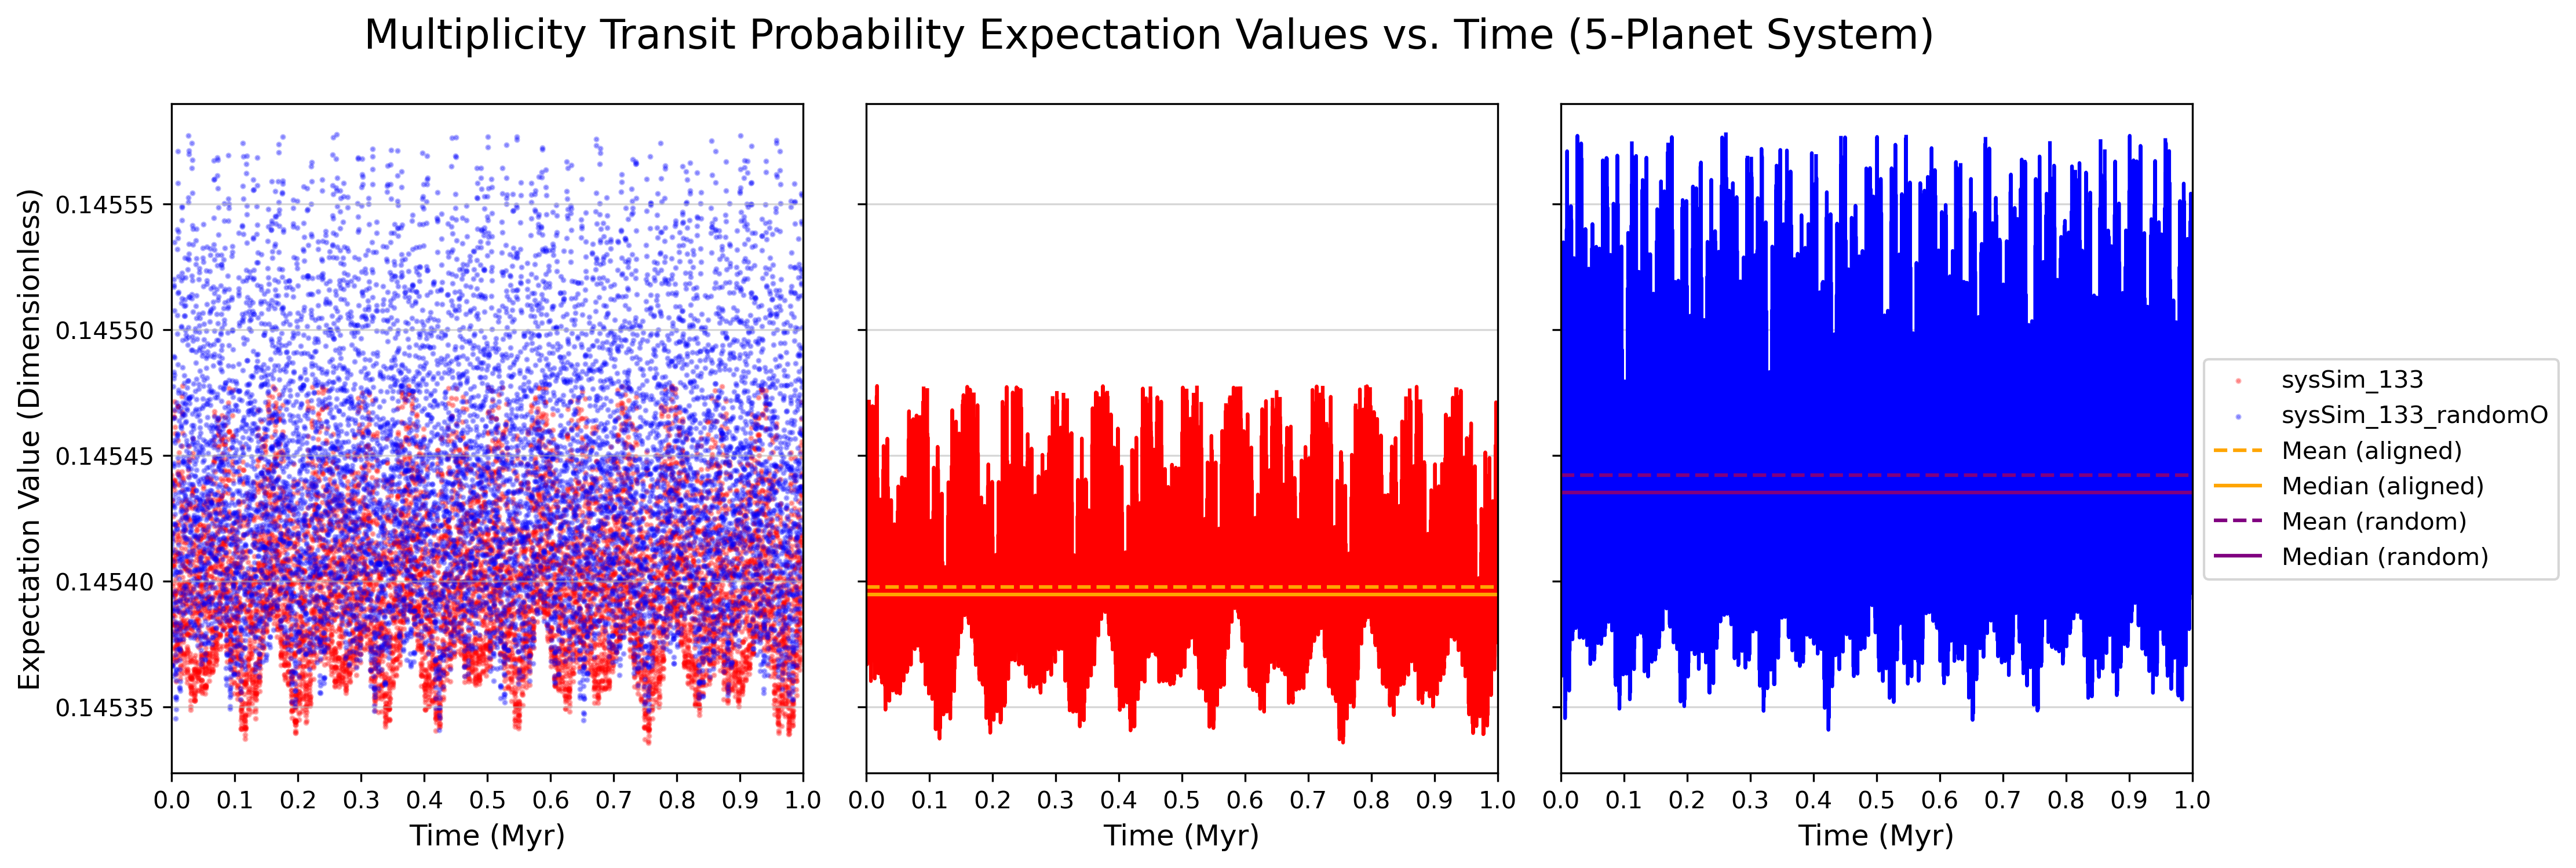 Multiplicity Transit Probability Expectation Values vs. Time (5-Planet System)
Expectation Value (Dimensionless)
0.14555
0.14550
0.14545
0.14540
0.14535
0.0 0.1 0.2 0.3 0.4 0.5 0.6 0.7 0.8 0.9 1.0
Time (Myr)
0.0 0.1 0.2 0.3 0.4 0.5 0.6 0.7 0.8 0.9 1.0
Time (Myr)
0.0 0.1 0.2 0.3 0.4 0.5 0.6 0.7 0.8 0.9 1.0
Time (Myr)
sysSim_133
sysSim_133_randomO
Mean (aligned)
Median (aligned)
Mean (random)
Median (random)